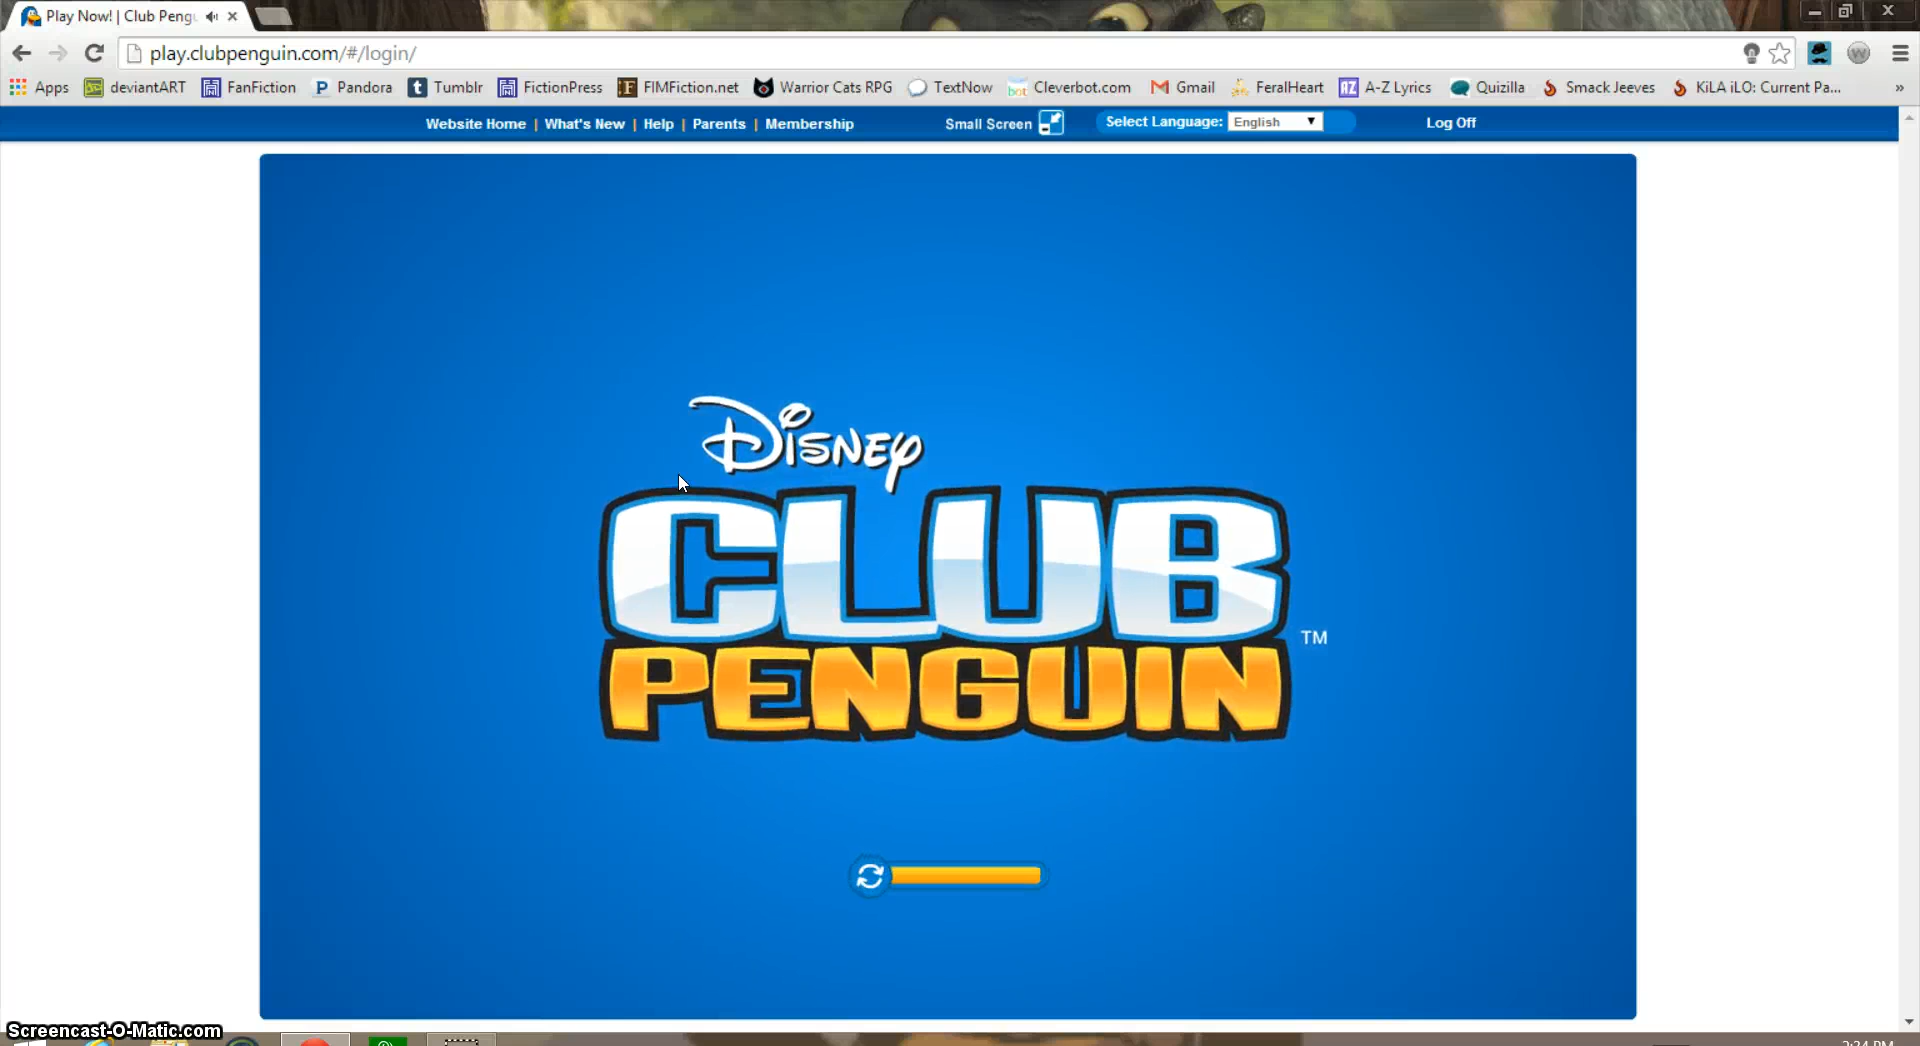 Play Now! | Club Pengu
play.clubpenguin.com/#/login/
Apps deviantART FanFiction Pandora Tumblr FictionPress FIMFiction.net Warrior Cats RPG TextNow Cleverbot.com Gmail FeralHeart A-Z Lyrics Quizilla Smack Jeeves KiLA iLO: Current Pa... »
Website Home | What's New | Help | Parents | Membership Small Screen Select Language: English Log Off
Disney
CLUB
PENGUIN
TM
Screencast-O-Matic.com